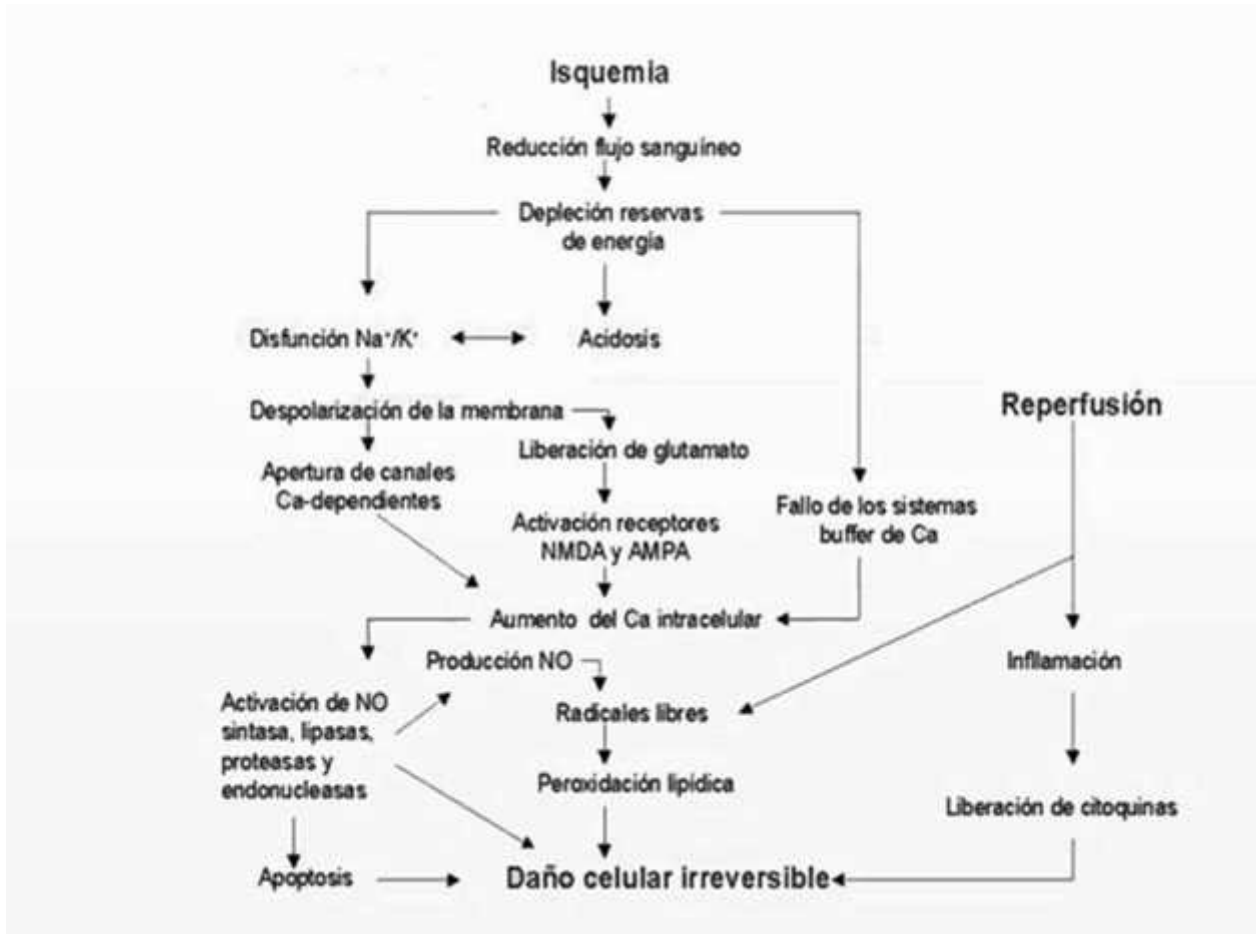 Isquemia
Reducción flujo sanguíneo
Depleción reservas
de energía
Disfunción Na⁺/K⁺
Acidosis
Despolarización de la membrana
Reperfusión
Liberación de glutamato
Apertura de canales
Ca-dependientes
Activación receptores
NMDA y AMPA
Fallo de los sistemas
buffer de Ca
Aumento del Ca intracelular
Producción NO
Infllamación
Activación de NO
sintasa, lipasas,
proteasas y
endonucleasas
Radicales libres
Peroxidación lipídica
Liberación de citoquinas
Apoptosis
Daño celular irreversible